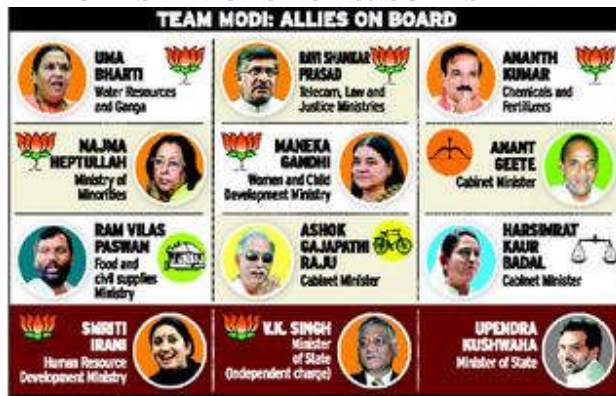 TEAM MODI: ALLIES ON BOARD
UMA
BHARTI
Water Resources
and Ganga
RAVI SHANKAR
PRASAD
Telecom, Law and
Justice Ministries
ANANTH
KUMAR
Chemicals and
Fertilizers
NAJMA
HEPTULLAH
Ministry of
Minorities
MANEKA
GANDHI
Women and Child
Development Ministry
ANANT
GEETE
Cabinet Minister
RAM VILAS
PASWAN
Food and
civil supplies
Ministry
ASHOK
GAJAPATHI
RAJU
Cabinet Minister
HARSIMRAT
KAUR
BADAL
Cabinet Minister
SMRITI
IRANI
Human Resource
Development Ministry
V.K. SINGH
Minister
of State
(Independent charge)
UPENDRA
KUSHWAHA
Minister of State